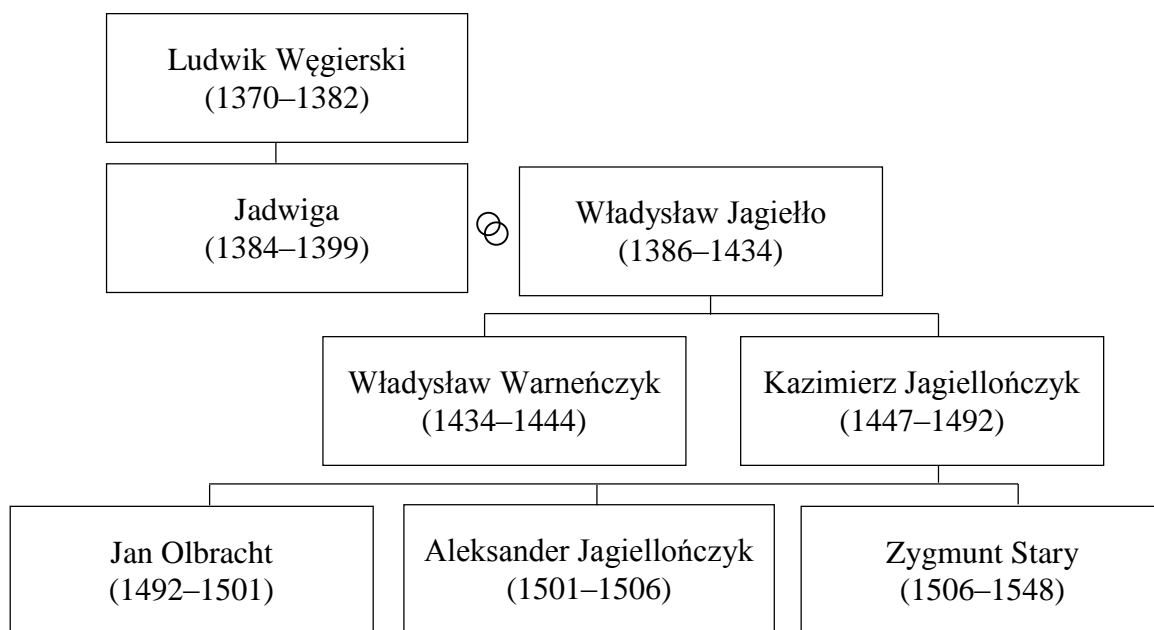 Ludwik Węgierski
(1370–1382)
Jadwiga
(1384–1399)
Władysław Jagiełło
(1386–1434)
Władysław Warneńczyk
(1434–1444)
Kazimierz Jagiellończyk
(1447–1492)
Jan Olbracht
(1492–1501)
Aleksander Jagiellończyk
(1501–1506)
Zygmunt Stary
(1506–1548)